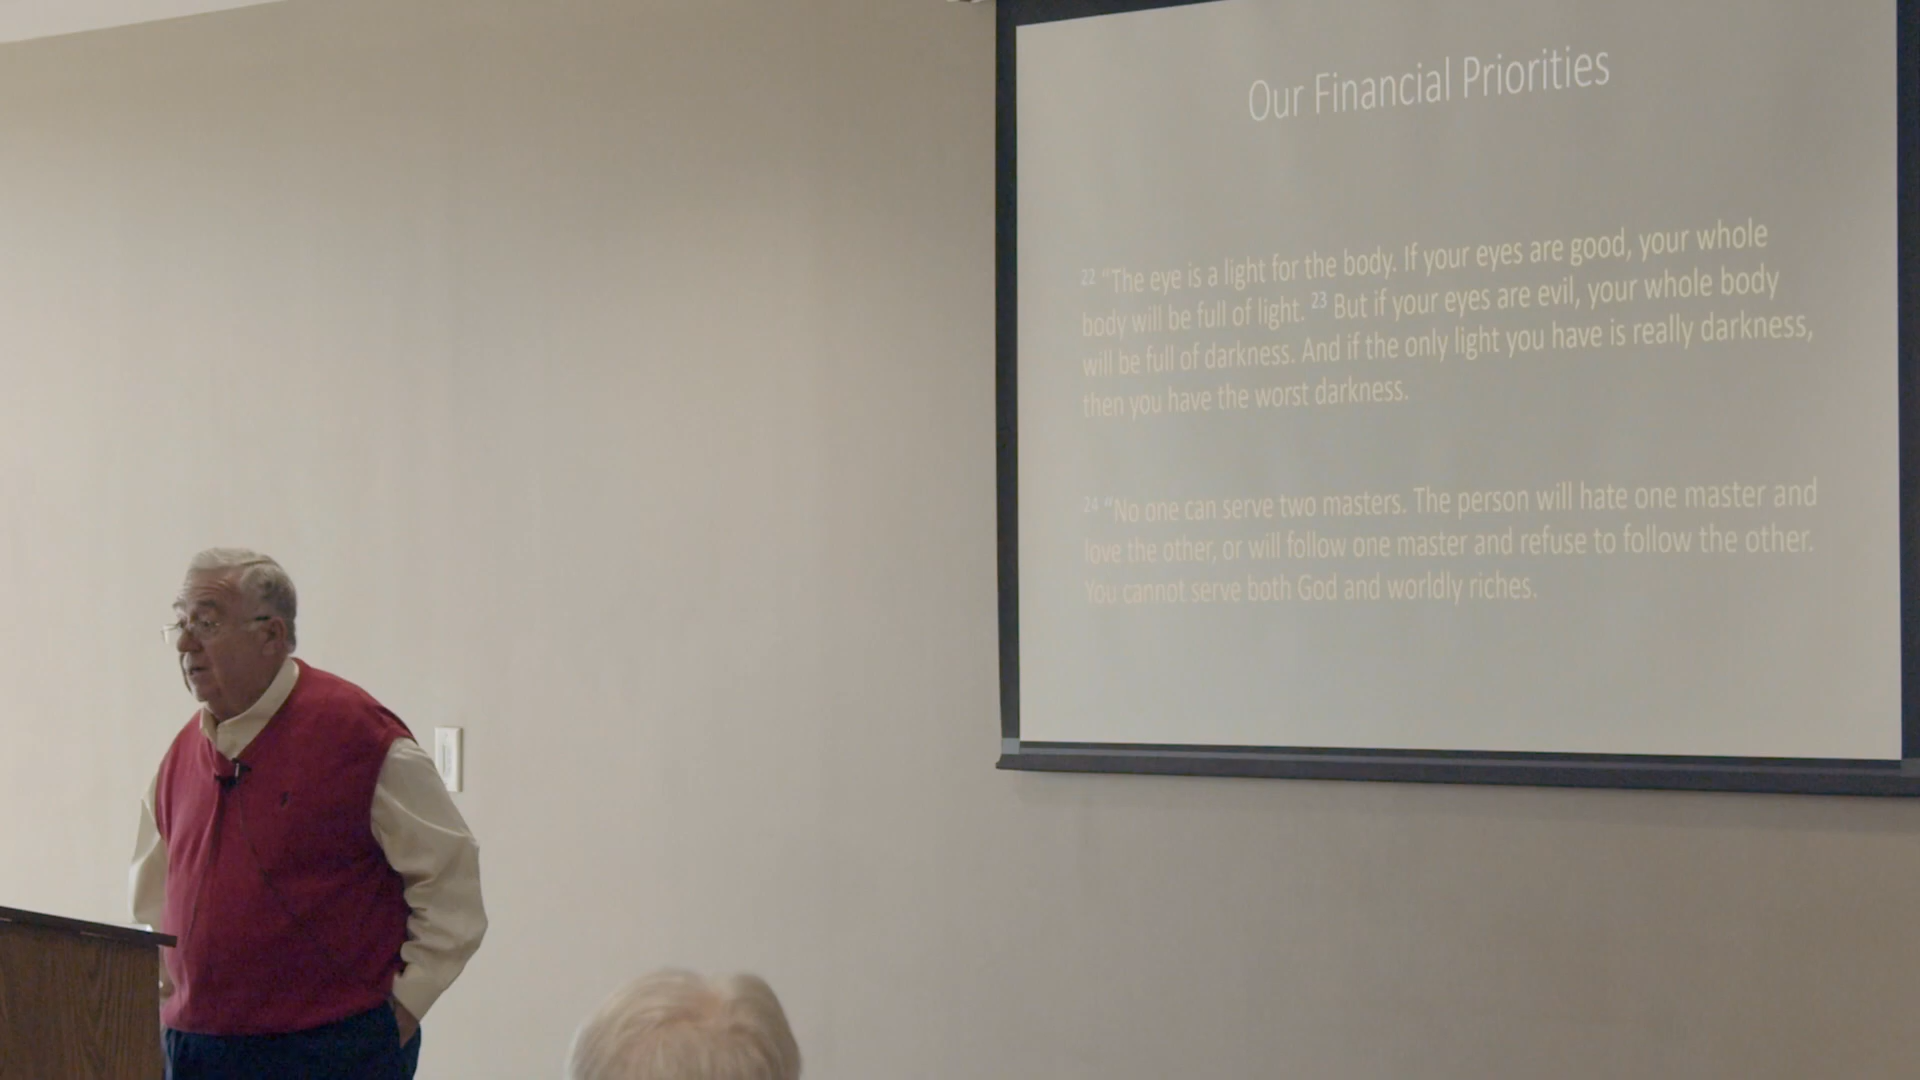 Our Financial Priorities
22 “The eye is a light for the body. If your eyes are good, your whole
body will be full of light. 23 But if your eyes are evil, your whole body
will be full of darkness. And if the only light you have is really darkness,
then you have the worst darkness.
24 “No one can serve two masters. The person will hate one master and
love the other, or will follow one master and refuse to follow the other.
You cannot serve both God and worldly riches.